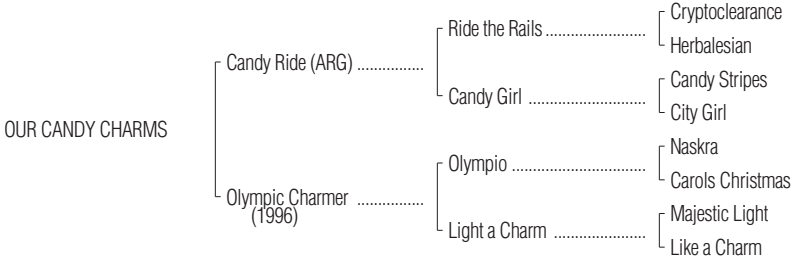 Cryptoclearance
Ride the Rails ........................
Herbalesian
Candy Ride (ARG) ................
Candy Stripes
Candy Girl ............................
City Girl
OUR CANDY CHARMS
Naskra
Olympio ................................
Carols Christmas
Olympic Charmer ................
(1996)
Majestic Light
Light a Charm ......................
Like a Charm